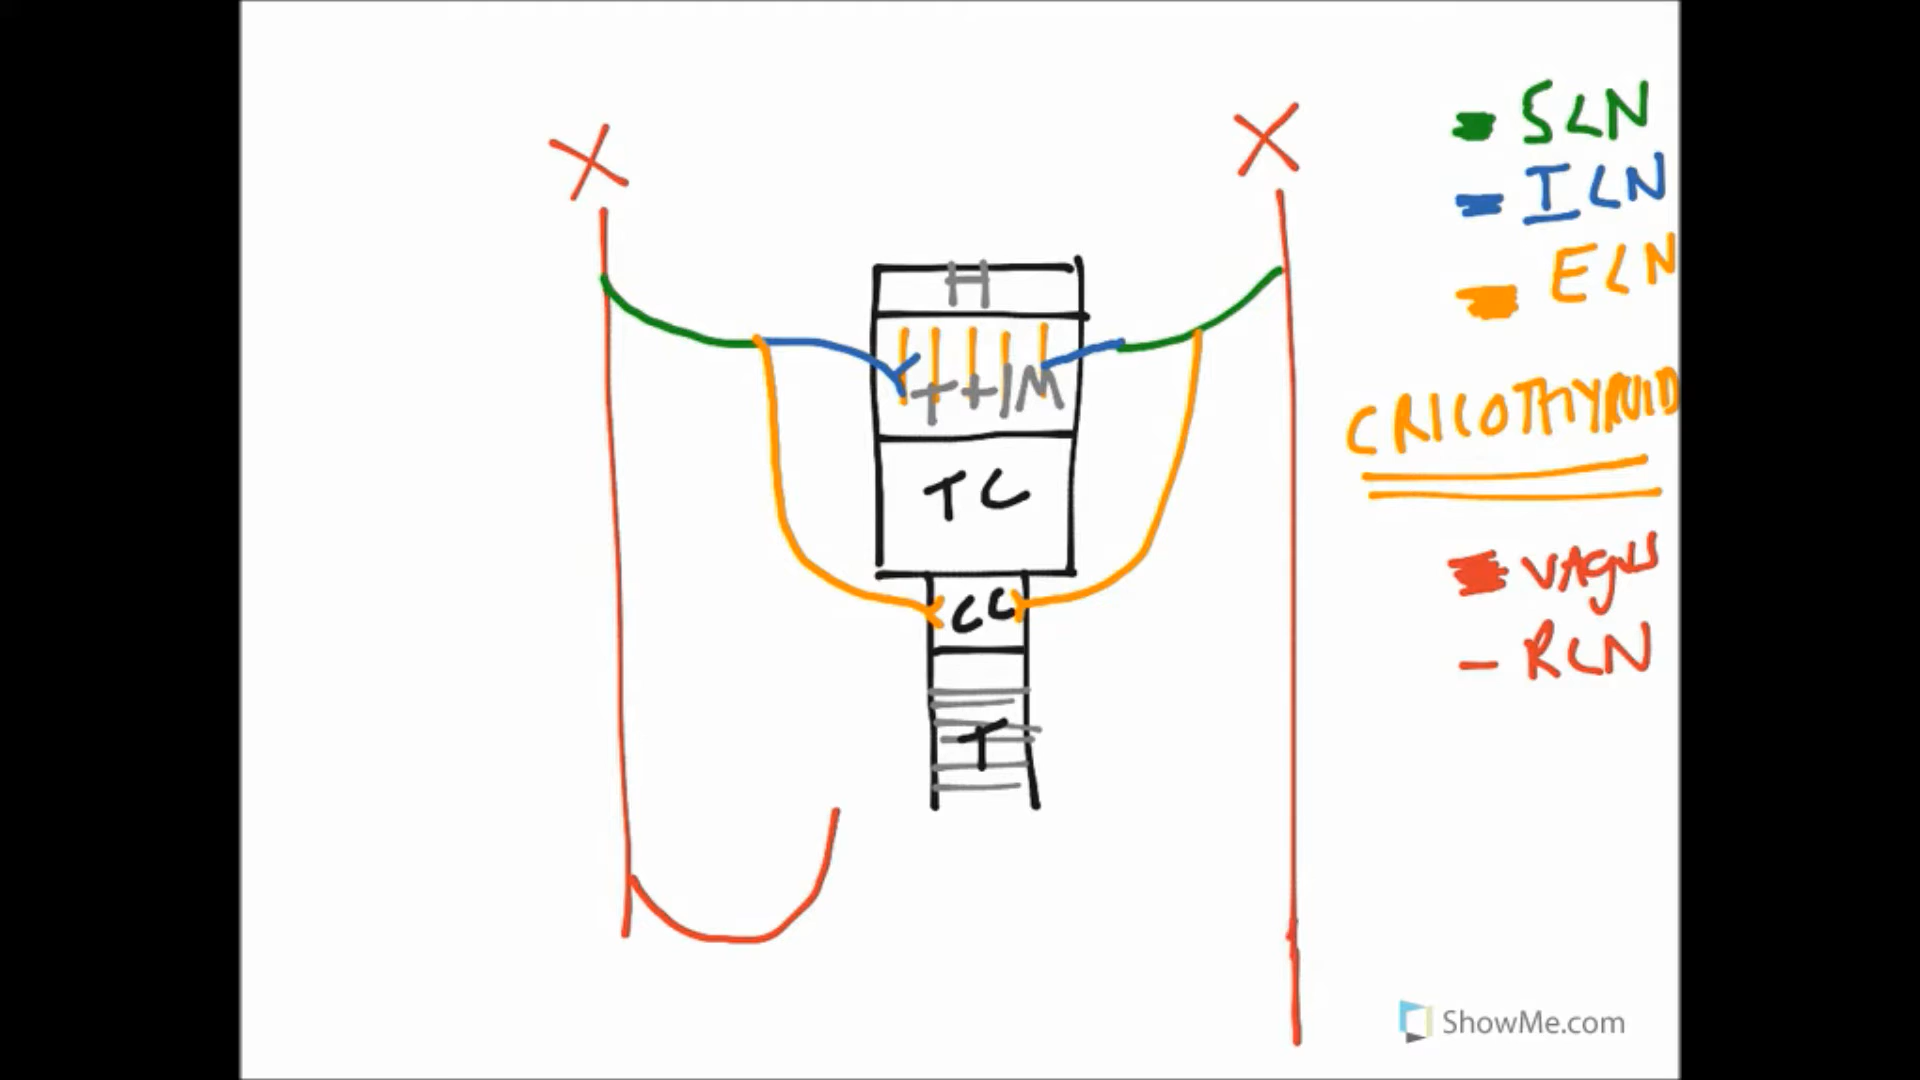 X
X
SLN
ILN
ELN
CRICOTHYROID
VAGUS
- RLN
H
T H M
TC
CC
T
ShowMe.com